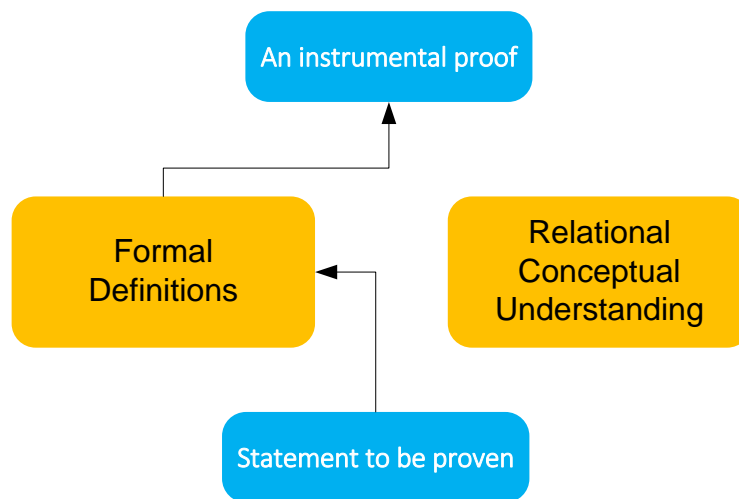 An instrumental proof
Formal
Definitions
Relational
Conceptual
Understanding
Statement to be proven